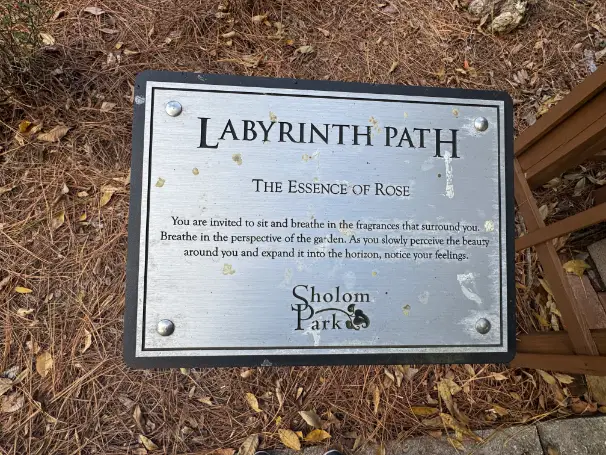 LABYRINTH PATH
THE ESSENCE OF ROSE
You are invited to sit and breathe in the fragrances that surround you.
Breathe in the perspective of the garden. As you slowly perceive the beauty
around you and expand it into the horizon, notice your feelings.
Sholom
Park